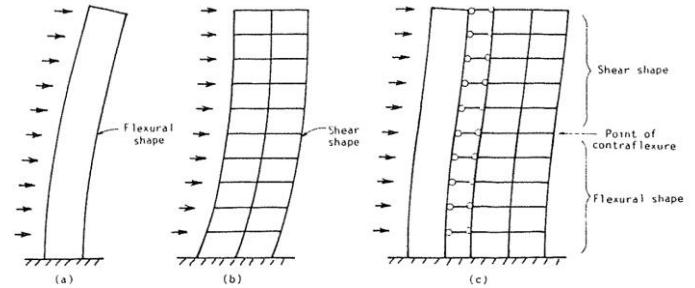 Flexural
shape
Shear
shape
Shear shape
Point of
contraflexure
Flexural shape
(a)
(b)
(c)